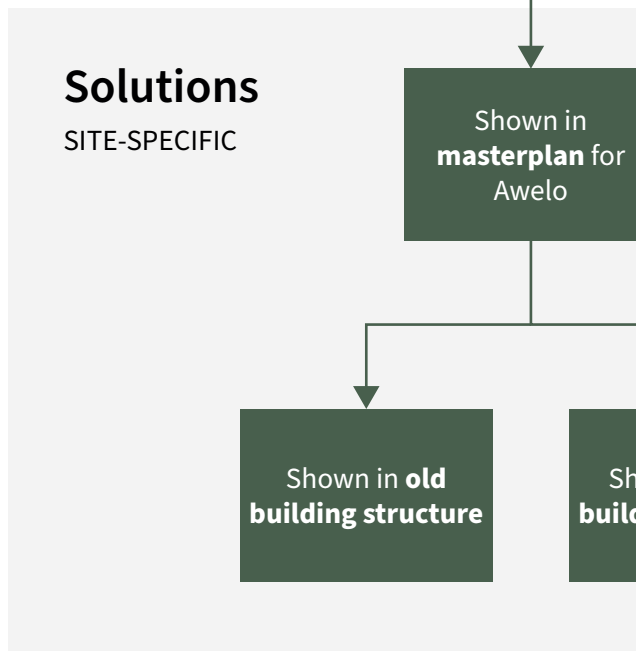 Solutions
SITE-SPECIFIC
Shown in
masterplan for
Awelo
Shown in old
building structure